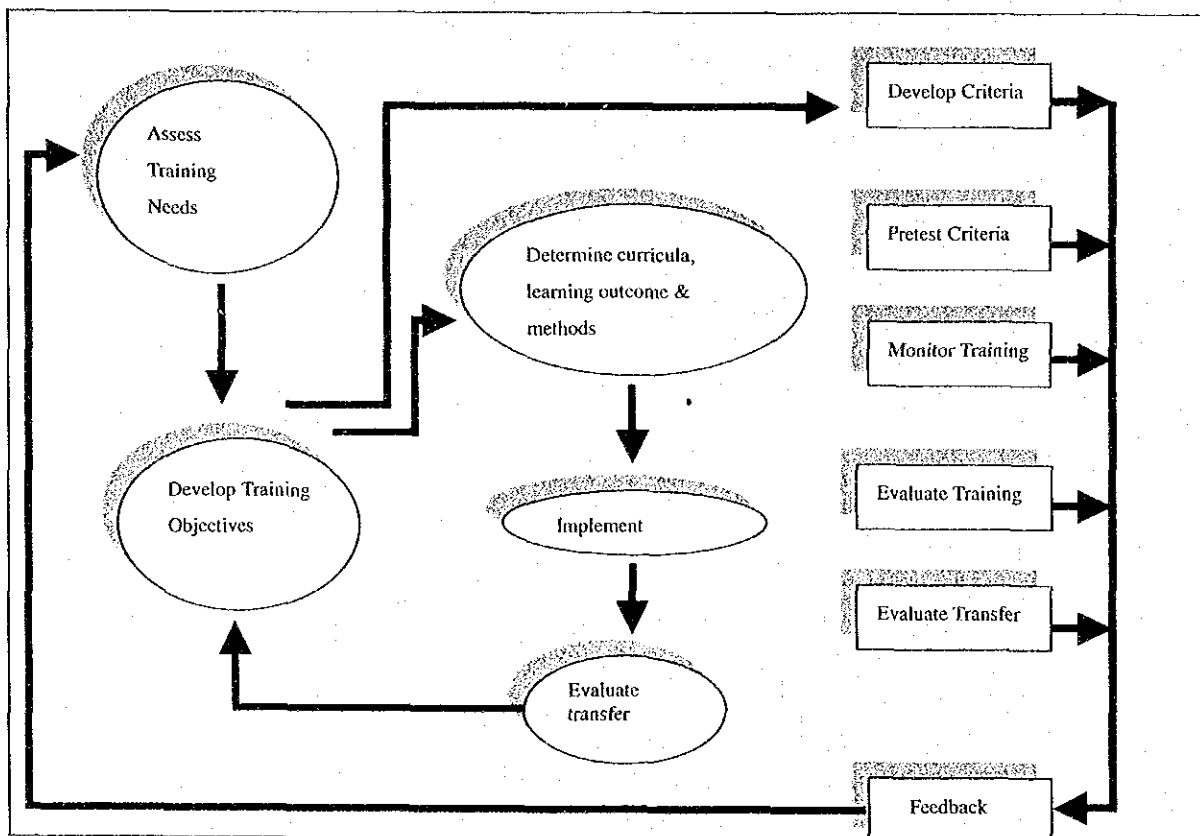 Assess
Training
Needs
Develop Training
Objectives
Determine curricula,
learning outcome &
methods
Implement
Evaluate
transfer
Develop Criteria
Pretest Criteria
Monitor Training
Evaluate Training
Evaluate Transfer
Feedback